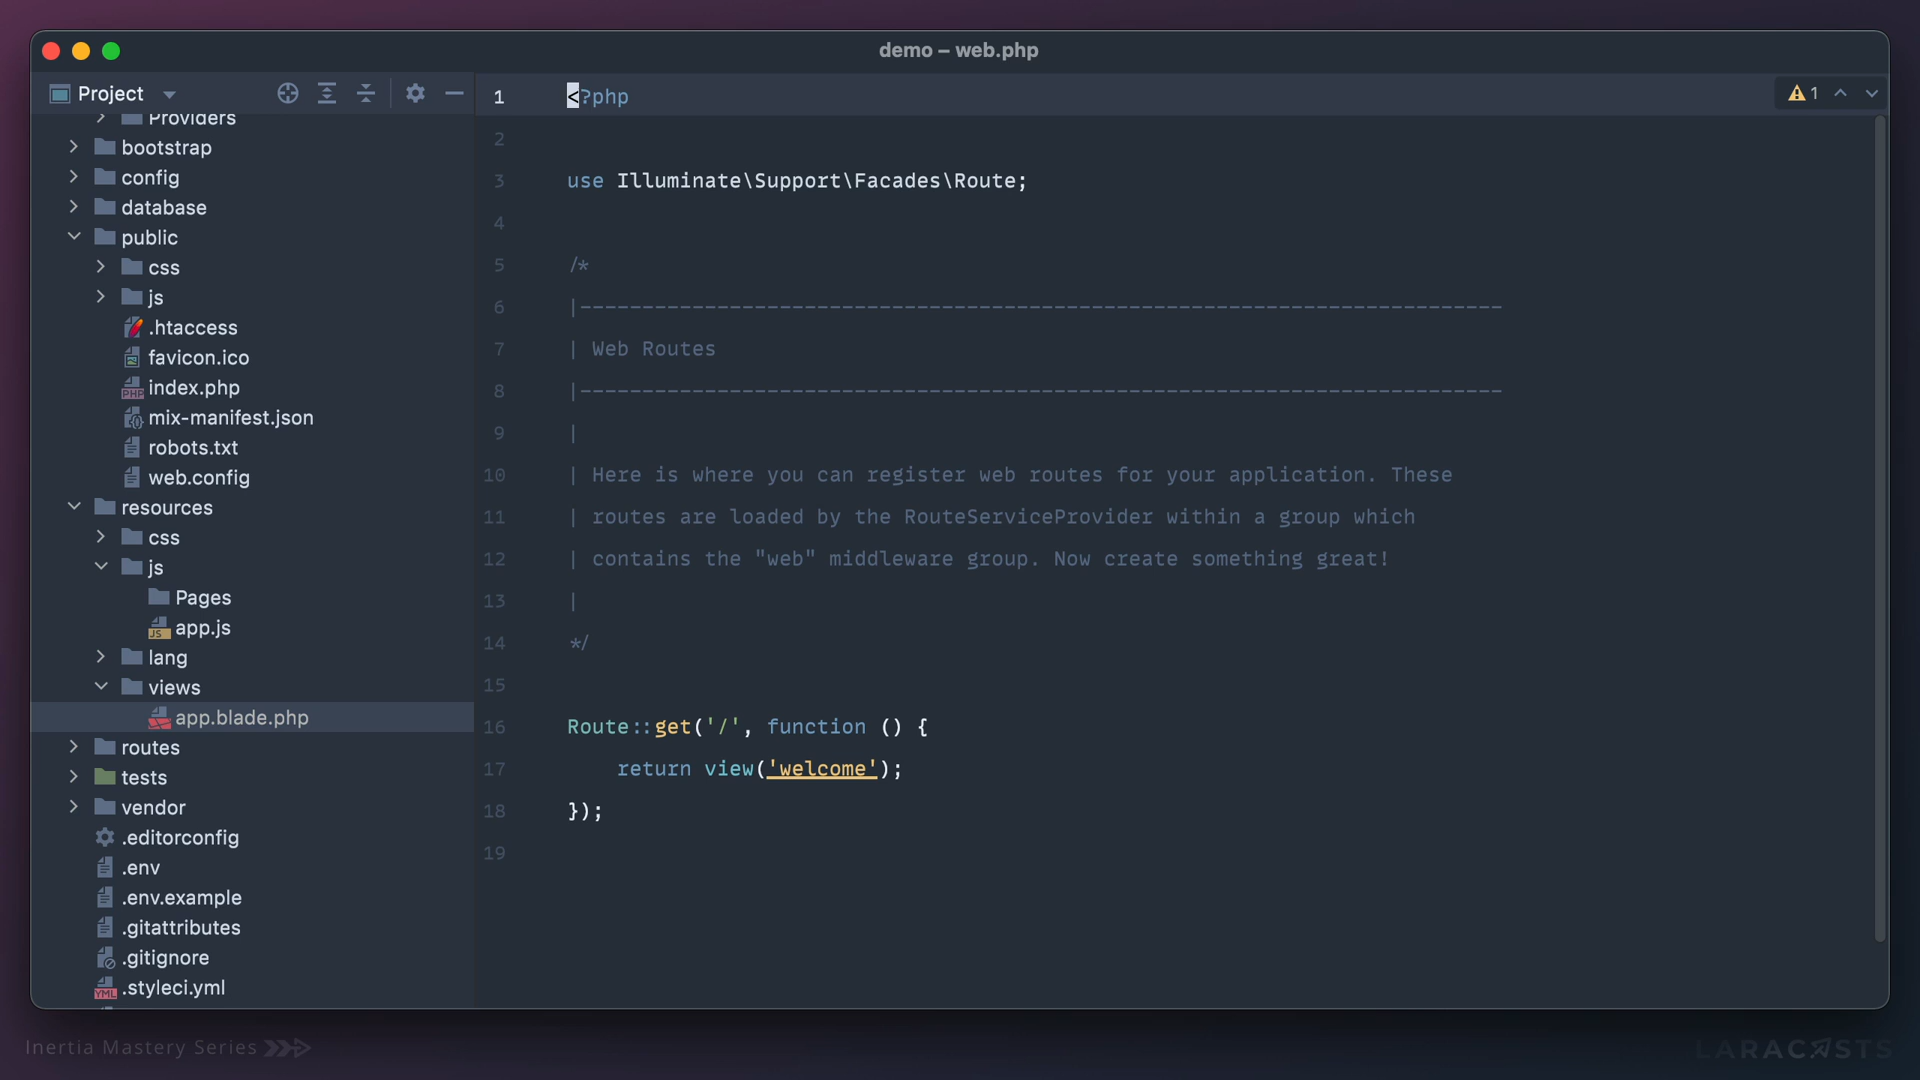 demo – web.php
Project
Providers
bootstrap
config
database
public
css
js
.htaccess
favicon.ico
index.php
mix-manifest.json
robots.txt
web.config
resources
css
js
Pages
app.js
lang
views
app.blade.php
routes
tests
vendor
.editorconfig
.env
.env.example
.gitattributes
.gitignore
.styleci.yml
1 <?php
2
3 use Illuminate\Support\Facades\Route;
4
5 /*
6 |--------------------------------------------------------------------------
7 | Web Routes
8 |--------------------------------------------------------------------------
9 |
10 | Here is where you can register web routes for your application. These
11 | routes are loaded by the RouteServiceProvider within a group which
12 | contains the "web" middleware group. Now create something great!
13 |
14 */
15
16 Route::get('/', function () {
17 return view('welcome');
18 });
19
1
Inertia Mastery Series
LARACASTS